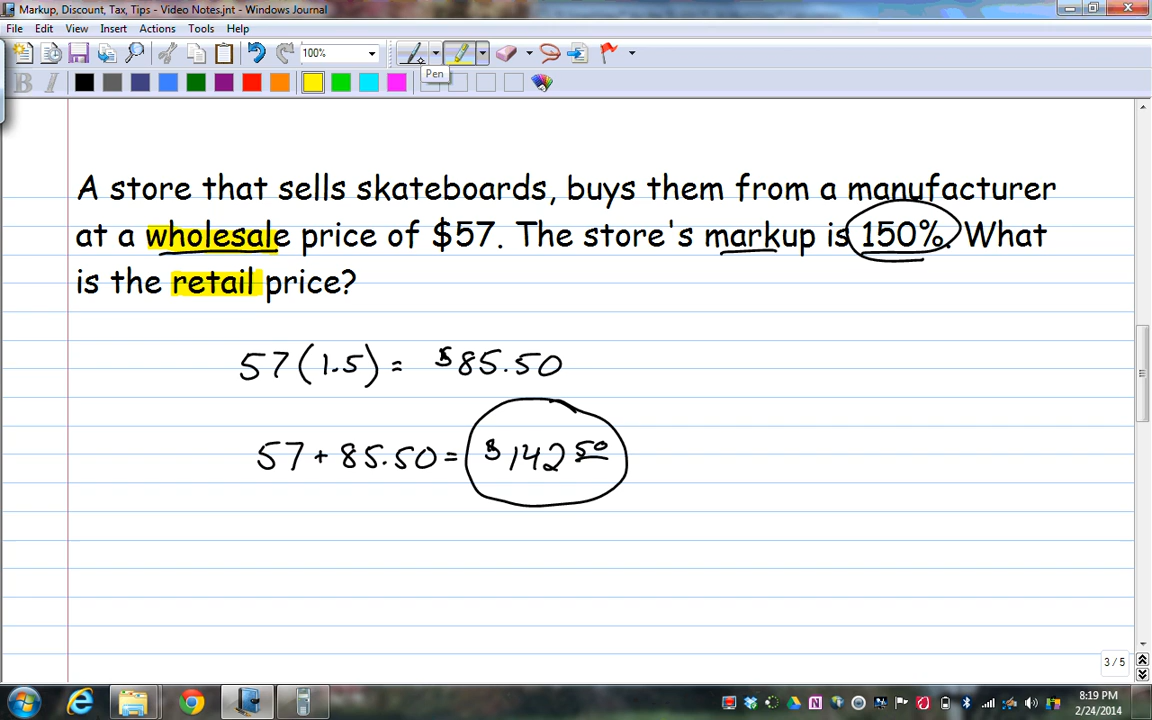 Markup, Discount, Tax, Tips - Video Notes.jnt - Windows Journal
File Edit View Insert Actions Tools Help
100%
Pen
B I
A store that sells skateboards, buys them from a manufacturer
at a wholesale price of $57. The store's markup is 150%. What
is the retail price?
57(1.5) = $85.50
57 + 85.50 = $142 50
3 / 5
8:19 PM
2/24/2014